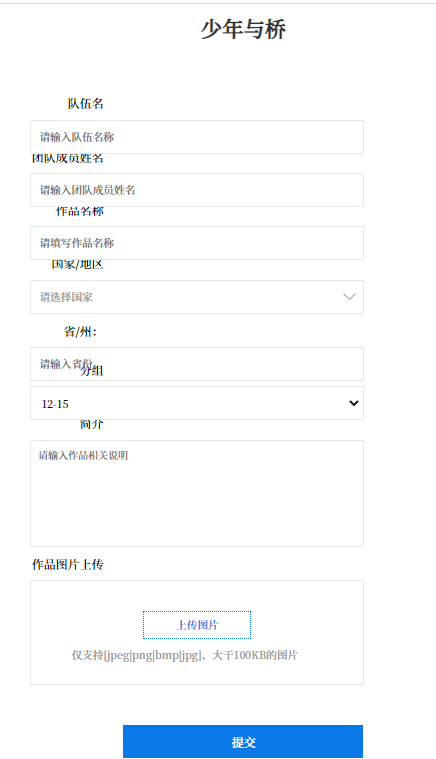 少年与桥
队伍名
请输入队伍名称
团队成员姓名
请输入团队成员姓名
作品名称
请填写作品名称
国家/地区
请选择国家
省/州：
请输入省份
分组
12-15
简介
请输入作品相关说明
作品图片上传
上传图片
仅支持[jpeg|png|bmp|jpg]、大于100KB的图片
提交